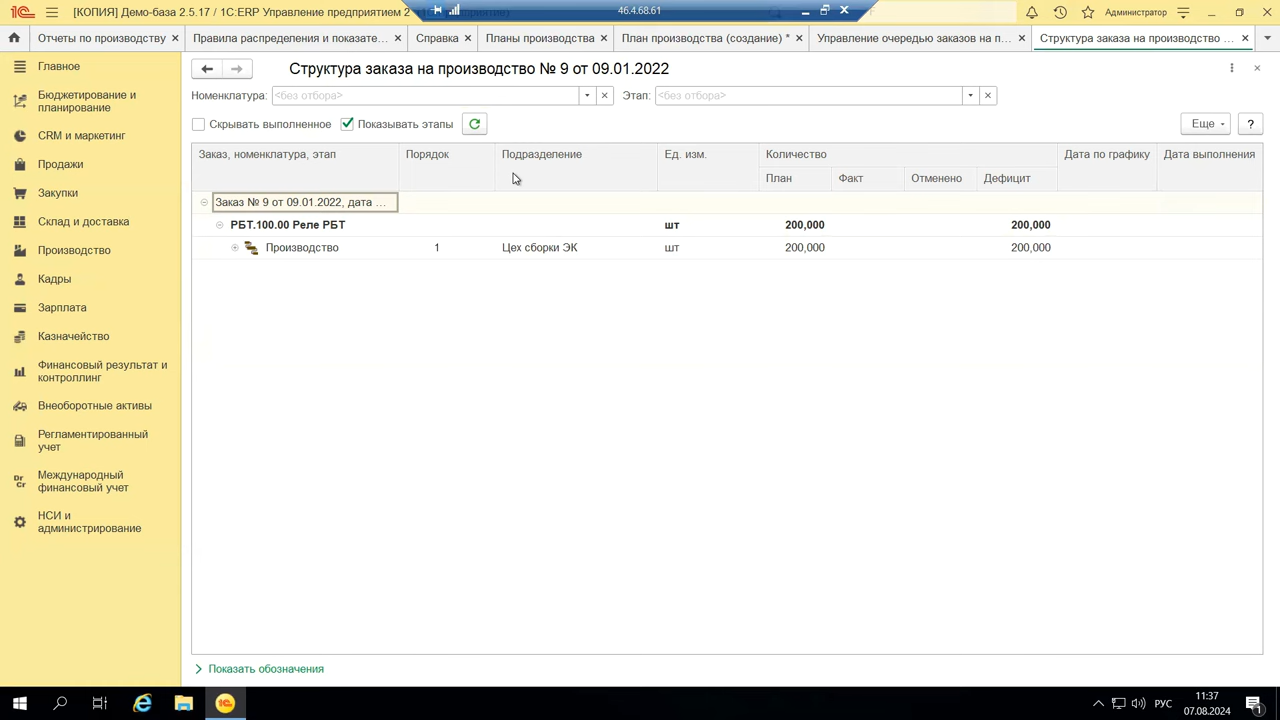 [КОПИЯ] Демо-база 2.5.17 / 1С:ERP Управление предприятием 2
46.4.68.61
Администратор
Отчеты по производству
Правила распределения и показате...
Справка
Планы производства
План производства (создание) *
Управление очередью заказов на п...
Структура заказа на производство ...
Главное
Бюджетирование и
планирование
CRM и маркетинг
Продажи
Закупки
Склад и доставка
Производство
Кадры
Зарплата
Казначейство
Финансовый результат и
контроллинг
Внеоборотные активы
Регламентированный
учет
Международный
финансовый учет
НСИ и
администрирование
Структура заказа на производство № 9 от 09.01.2022
Номенклатура: <без отбора> Этап: <без отбора>
Скрывать выполненное Показывать этапы Еще ?
Заказ, номенклатура, этап Порядок Подразделение Ед. изм. Количество Дата по графику Дата выполнения
План Факт Отменено Дефицит
Заказ № 9 от 09.01.2022, дата ...
РБТ.100.00 Реле РБТ шт 200,000 200,000
Производство 1 Цех сборки ЭК шт 200,000 200,000
Показать обозначения
РУС
11:37
07.08.2024
1